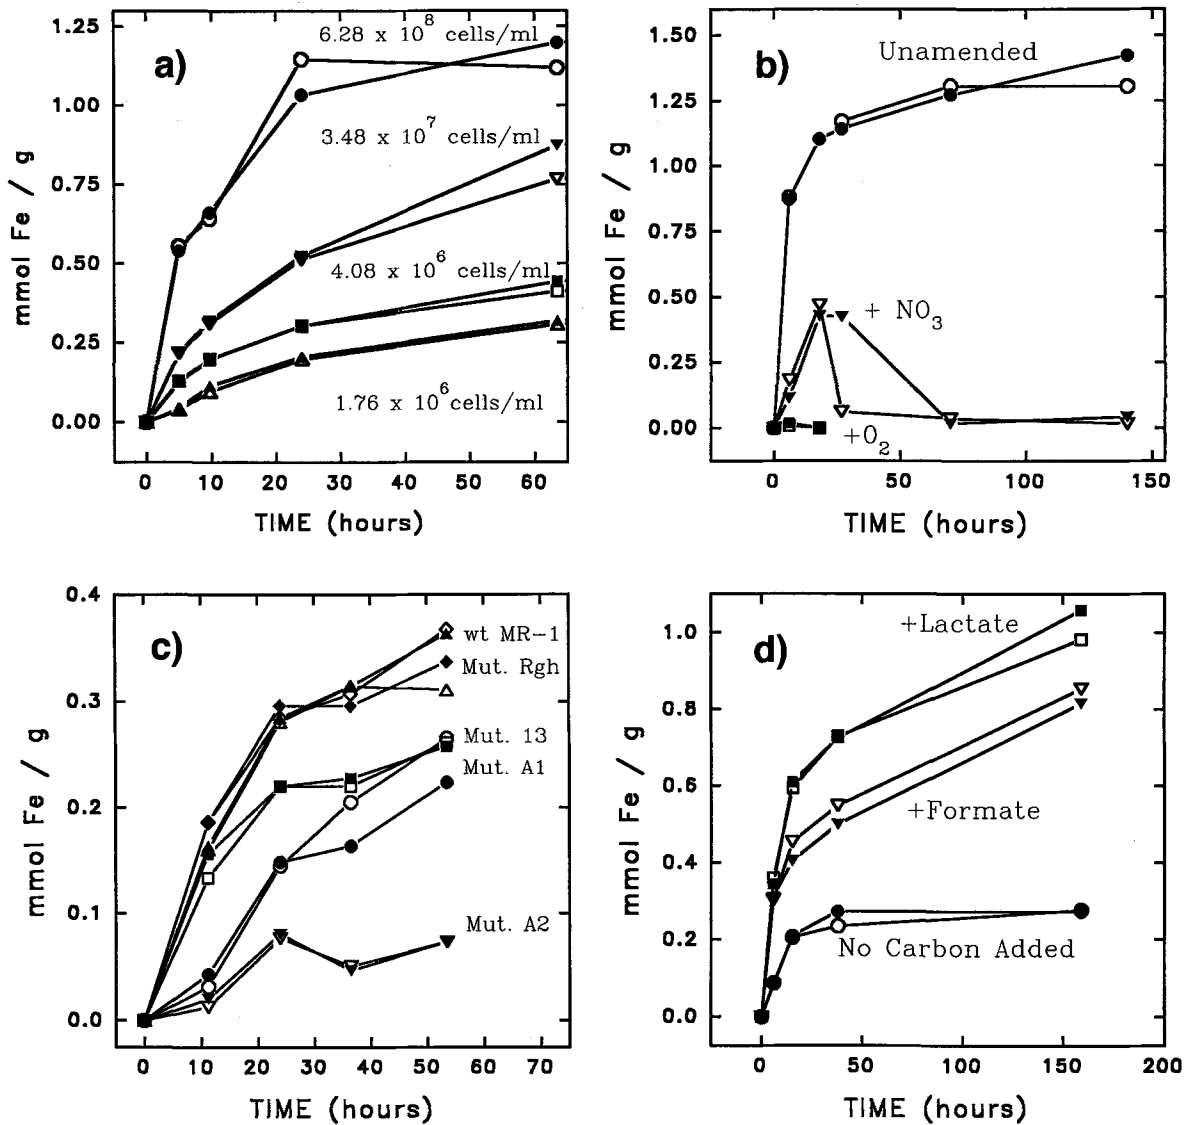 a)
6.28 x 10⁸ cells/ml
3.48 x 10⁷ cells/ml
4.08 x 10⁶ cells/ml
1.76 x 10⁶cells/ml
1.25
1.00
0.75
0.50
0.25
0.00
mmol Fe / g
0 10 20 30 40 50 60
TIME (hours)
b)
Unamended
+ NO₃
+O₂
1.50
1.25
1.00
0.75
0.50
0.25
0.00
mmol Fe / g
0 50 100 150
TIME (hours)
c)
wt MR-1
Mut. Rgh
Mut. 13
Mut. A1
Mut. A2
0.4
0.3
0.2
0.1
0.0
mmol Fe / g
0 10 20 30 40 50 60 70
TIME (hours)
d)
+Lactate
+Formate
No Carbon Added
1.0
0.8
0.6
0.4
0.2
0.0
mmol Fe / g
0 50 100 150 200
TIME (hours)